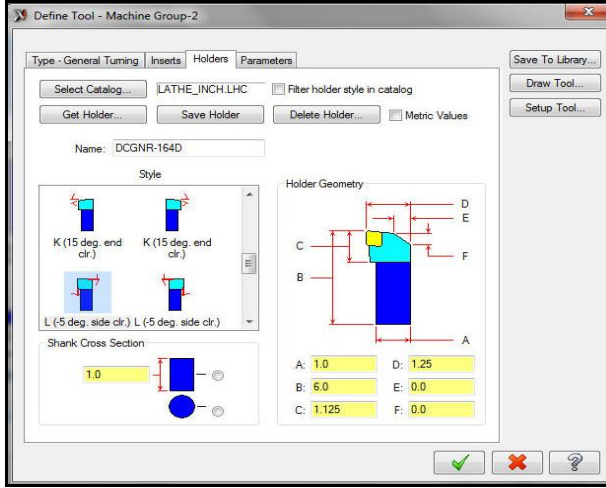 Define Tool - Machine Group-2
Type - General Turning Inserts Holders Parameters
Save To Library...
Select Catalog... LATHE_INCH.LHC Filter holder style in catalog
Draw Tool...
Get Holder... Save Holder Delete Holder... Metric Values
Setup Tool...
Name: DCGNR-164D
Style
K (15 deg. end clr.)
K (15 deg. end clr.)
L (-5 deg. side clr.) L (-5 deg. side clr.)
Shank Cross Section
1.0
Holder Geometry
D
E
C
F
B
A
A: 1.0 D: 1.25
B: 6.0 E: 0.0
C: 1.125 F: 0.0